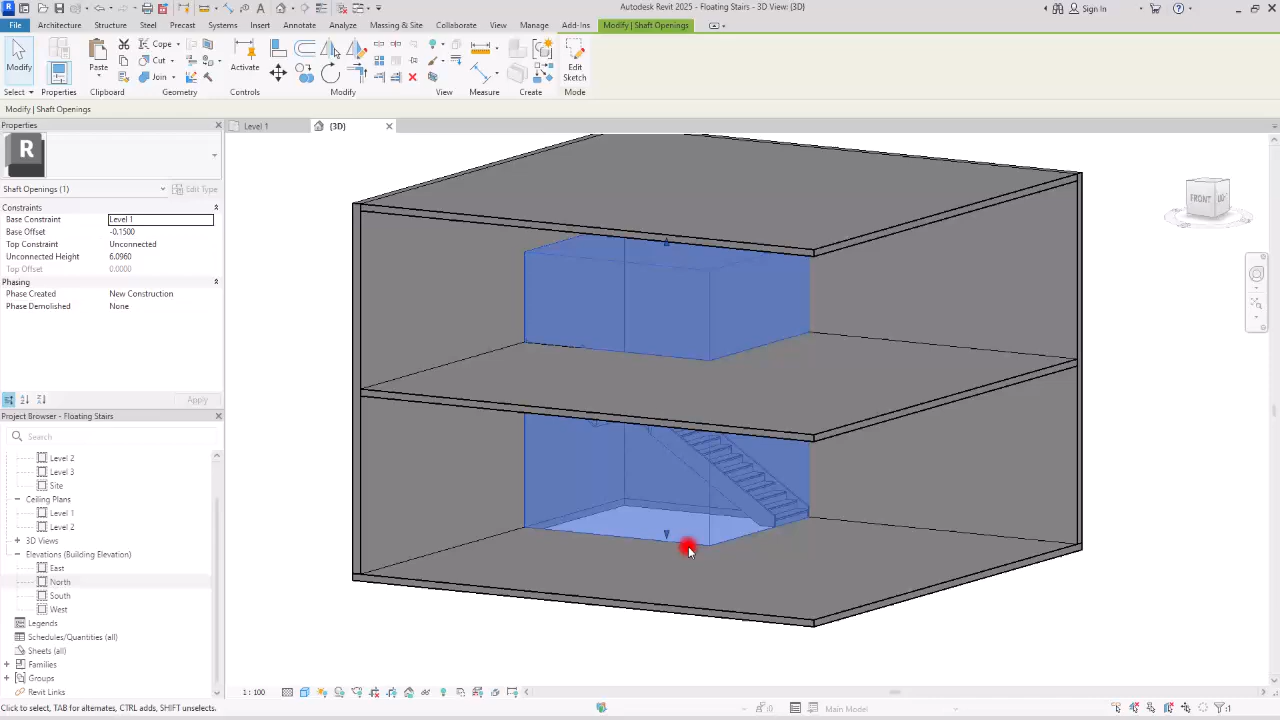 Autodesk Revit 2025 - Floating Stairs - 3D View: {3D}
Sign In
File Architecture Structure Steel Precast Systems Insert Annotate Analyze Massing & Site Collaborate View Manage Add-Ins Modify | Shaft Openings
Modify
Select
Properties
Paste
Clipboard
Cope
Cut
Join
Geometry
Activate
Controls
Modify
View
Measure
Create
Edit Sketch
Mode
Modify | Shaft Openings
Properties
Level 1
{3D}
R
Shaft Openings (1)
Edit Type
Constraints
Base Constraint Level 1
Base Offset -0.1500
Top Constraint Unconnected
Unconnected Height 6.0960
Top Offset 0.0000
Phasing
Phase Created New Construction
Phase Demolished None
FRONT
Apply
Project Browser - Floating Stairs
Search
Level 2
Level 3
Site
Ceiling Plans
Level 1
Level 2
3D Views
Elevations (Building Elevation)
East
North
South
West
Legends
Schedules/Quantities (all)
Sheets (all)
Families
Groups
Revit Links
1 : 100
Click to select, TAB for alternates, CTRL adds, SHIFT unselects.
:0
Main Model
:1